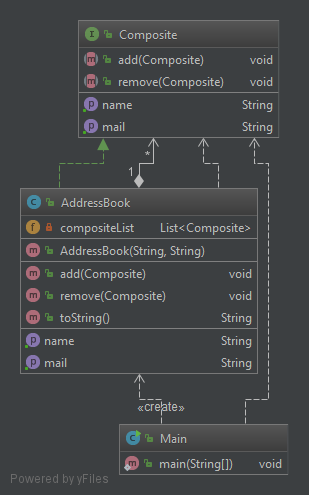 I Composite
m add(Composite) void
m remove(Composite) void
p name String
p mail String
1 *
C AddressBook
f compositeList List<Composite>
m AddressBook(String, String)
m add(Composite) void
m remove(Composite) void
m toString() String
p name String
p mail String
«create»
C Main
m main(String[]) void
Powered by yFiles